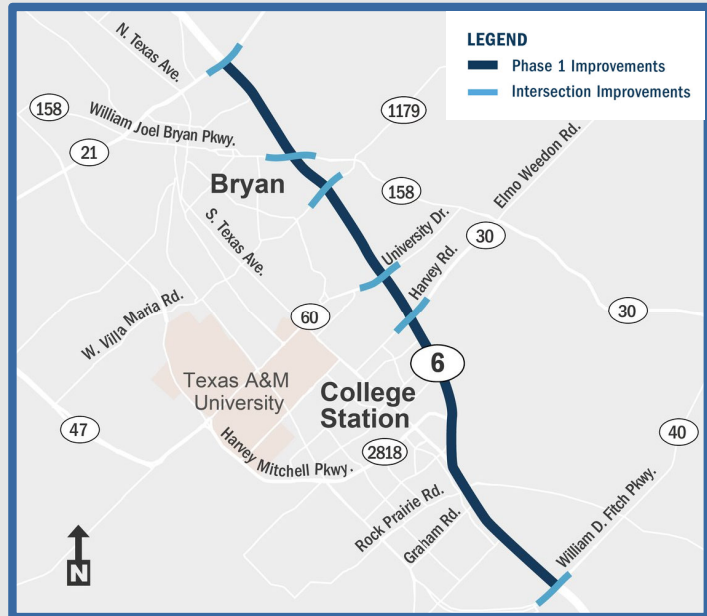 LEGEND
Phase 1 Improvements
Intersection Improvements
N. Texas Ave.
158
William Joel Bryan Pkwy.
1179
21
Elmo Weedon Rd.
Bryan
158
S. Texas Ave.
University Dr.
30
Harvey Rd.
W. Villa Maria Rd.
60
30
6
Texas A&M
University
College
Station
47
Harvey Mitchell Pkwy.
2818
40
Rock Prairie Rd.
Graham Rd.
William D. Fitch Pkwy.
N